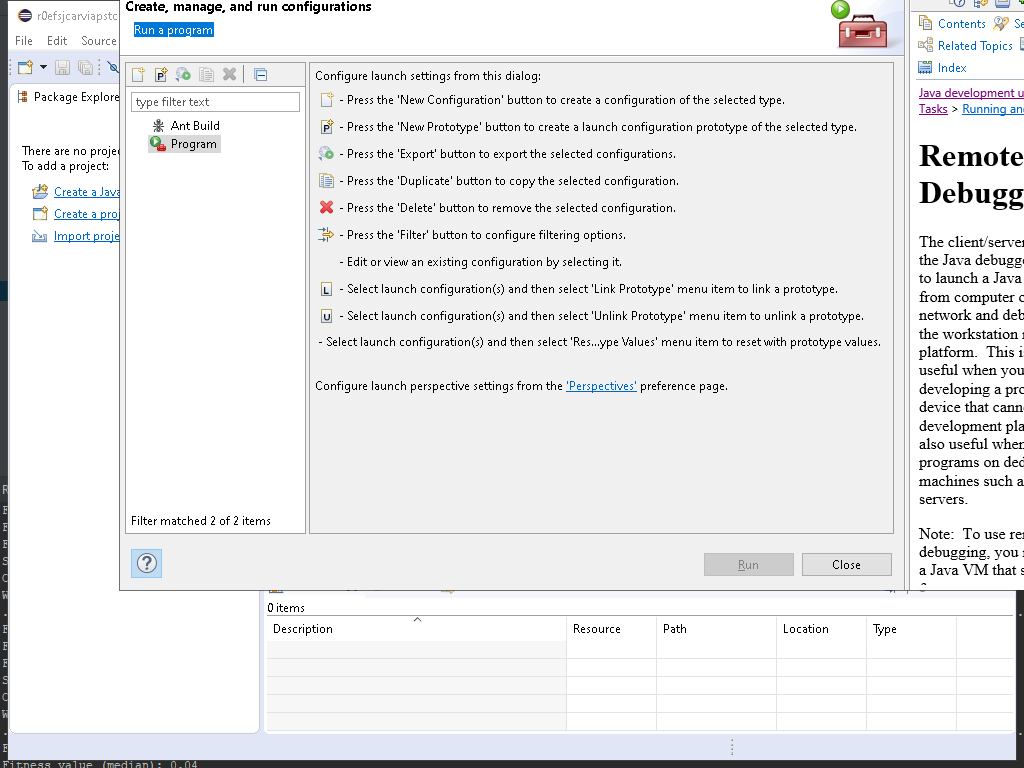 Create, manage, and run configurations
Run a program
r0efsjcarviapstc
File Edit Source
Package Explore
There are no projec
To add a project:
Create a Java
Create a proj
Import proje
type filter text
Ant Build
Program
Filter matched 2 of 2 items
Configure launch settings from this dialog:
- Press the 'New Configuration' button to create a configuration of the selected type.
- Press the 'New Prototype' button to create a launch configuration prototype of the selected type.
- Press the 'Export' button to export the selected configurations.
- Press the 'Duplicate' button to copy the selected configuration.
- Press the 'Delete' button to remove the selected configuration.
- Press the 'Filter' button to configure filtering options.
- Edit or view an existing configuration by selecting it.
- Select launch configuration(s) and then select 'Link Prototype' menu item to link a prototype.
- Select launch configuration(s) and then select 'Unlink Prototype' menu item to unlink a prototype.
- Select launch configuration(s) and then select 'Res...ype Values' menu item to reset with prototype values.
Configure launch perspective settings from the 'Perspectives' preference page.
Run Close
Contents Se
Related Topics
Index
Java development u
Tasks > Running and
Remote
Debugg
The client/server
the Java debugge
to launch a Java
from computer o
network and deb
the workstation r
platform. This is
useful when you
developing a pro
device that canno
development pla
also useful when
programs on ded
machines such a
servers.
Note: To use rem
debugging, you m
a Java VM that s
0 items
Description Resource Path Location Type
Fitness value (median): 0.04